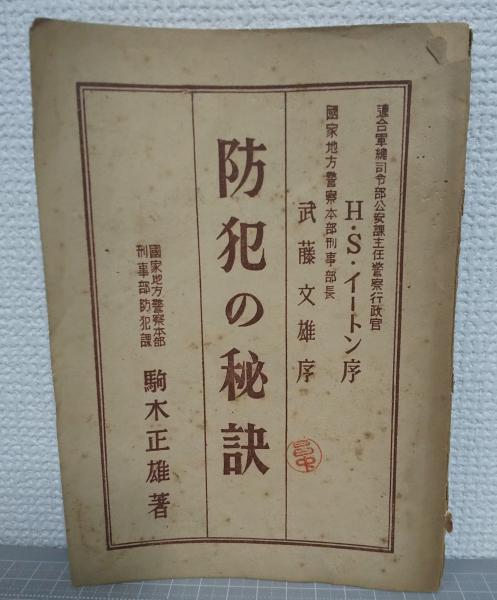 連合軍總司令部公安課主任警察行政官
H・S・イートン序
國家地方警察本部刑事部長
武藤文雄序
防犯の秘訣
國家地方警察本部
刑事部防犯課
駒木正雄著